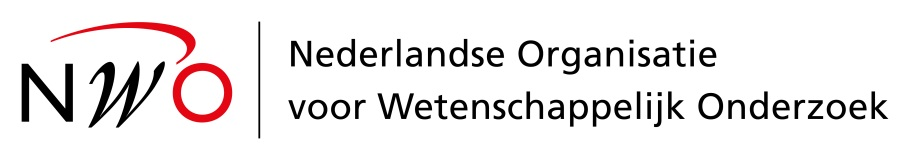 NWO
Nederlandse Organisatie
voor Wetenschappelijk Onderzoek